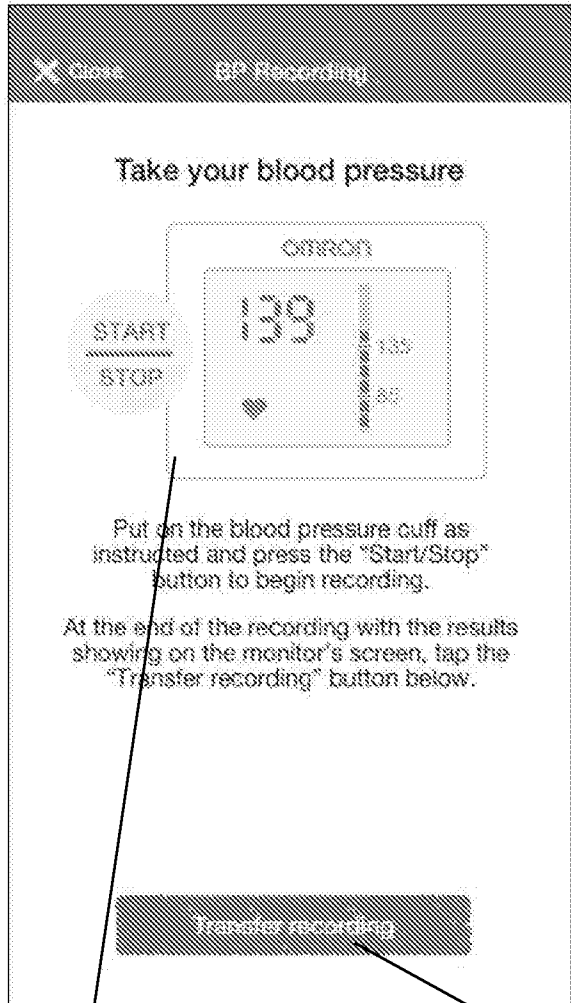 Close BP Recording
Take your blood pressure
OMRON
START
STOP
139
135
85
Put on the blood pressure cuff as
instructed and press the "Start/Stop"
button to begin recording.
At the end of the recording with the results
showing on the monitor's screen, tap the
"Transfer recording" button below.
Transfer recording